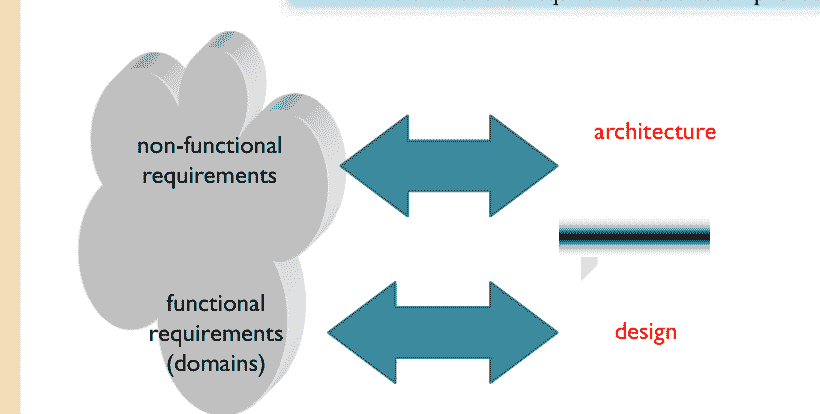 non-functional
requirements
architecture
functional
requirements
(domains)
design